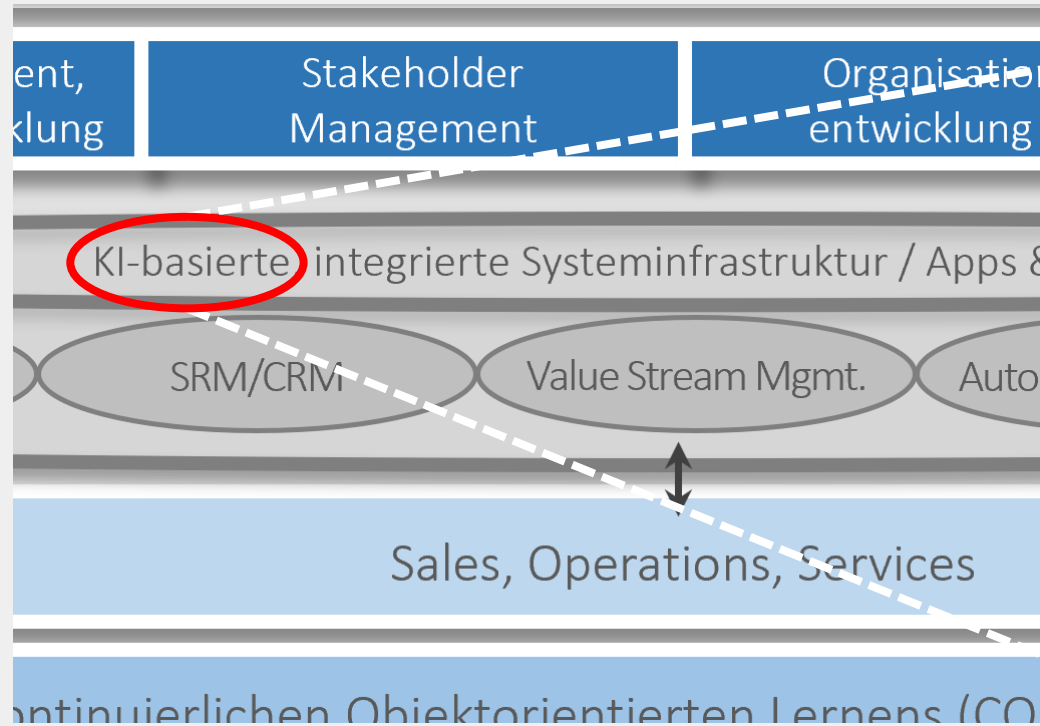 ent,
klung
Stakeholder
Management
Organisation
entwicklung
KI-basierte integrierte Systeminfrastruktur / Apps &
SRM/CRM
Value Stream Mgmt.
Auto
Sales, Operations, Services
ontinuierlichen Objektorientierten Lernens (CO